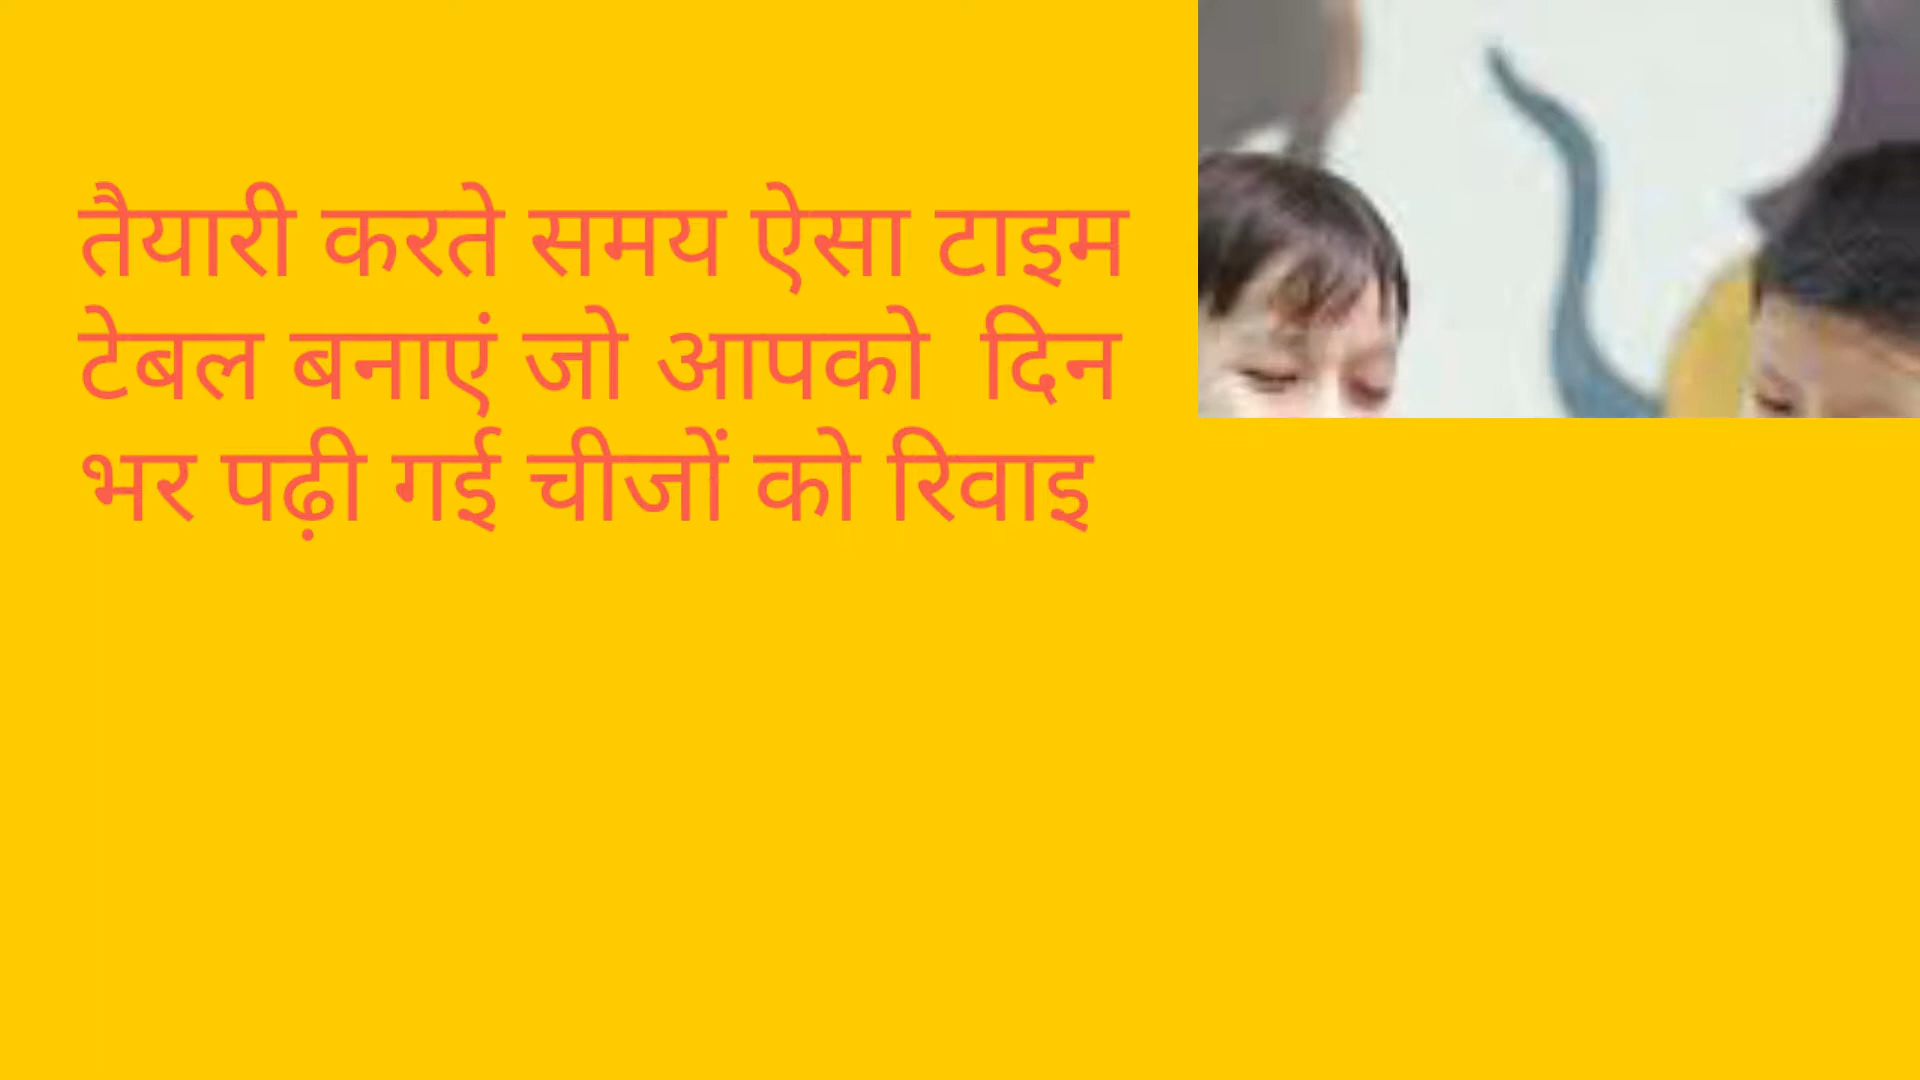 तैयारी करते समय ऐसा टाइम
टेबल बनाएं जो आपको  दिन
भर पढ़ी गई चीजों को रिवाइ